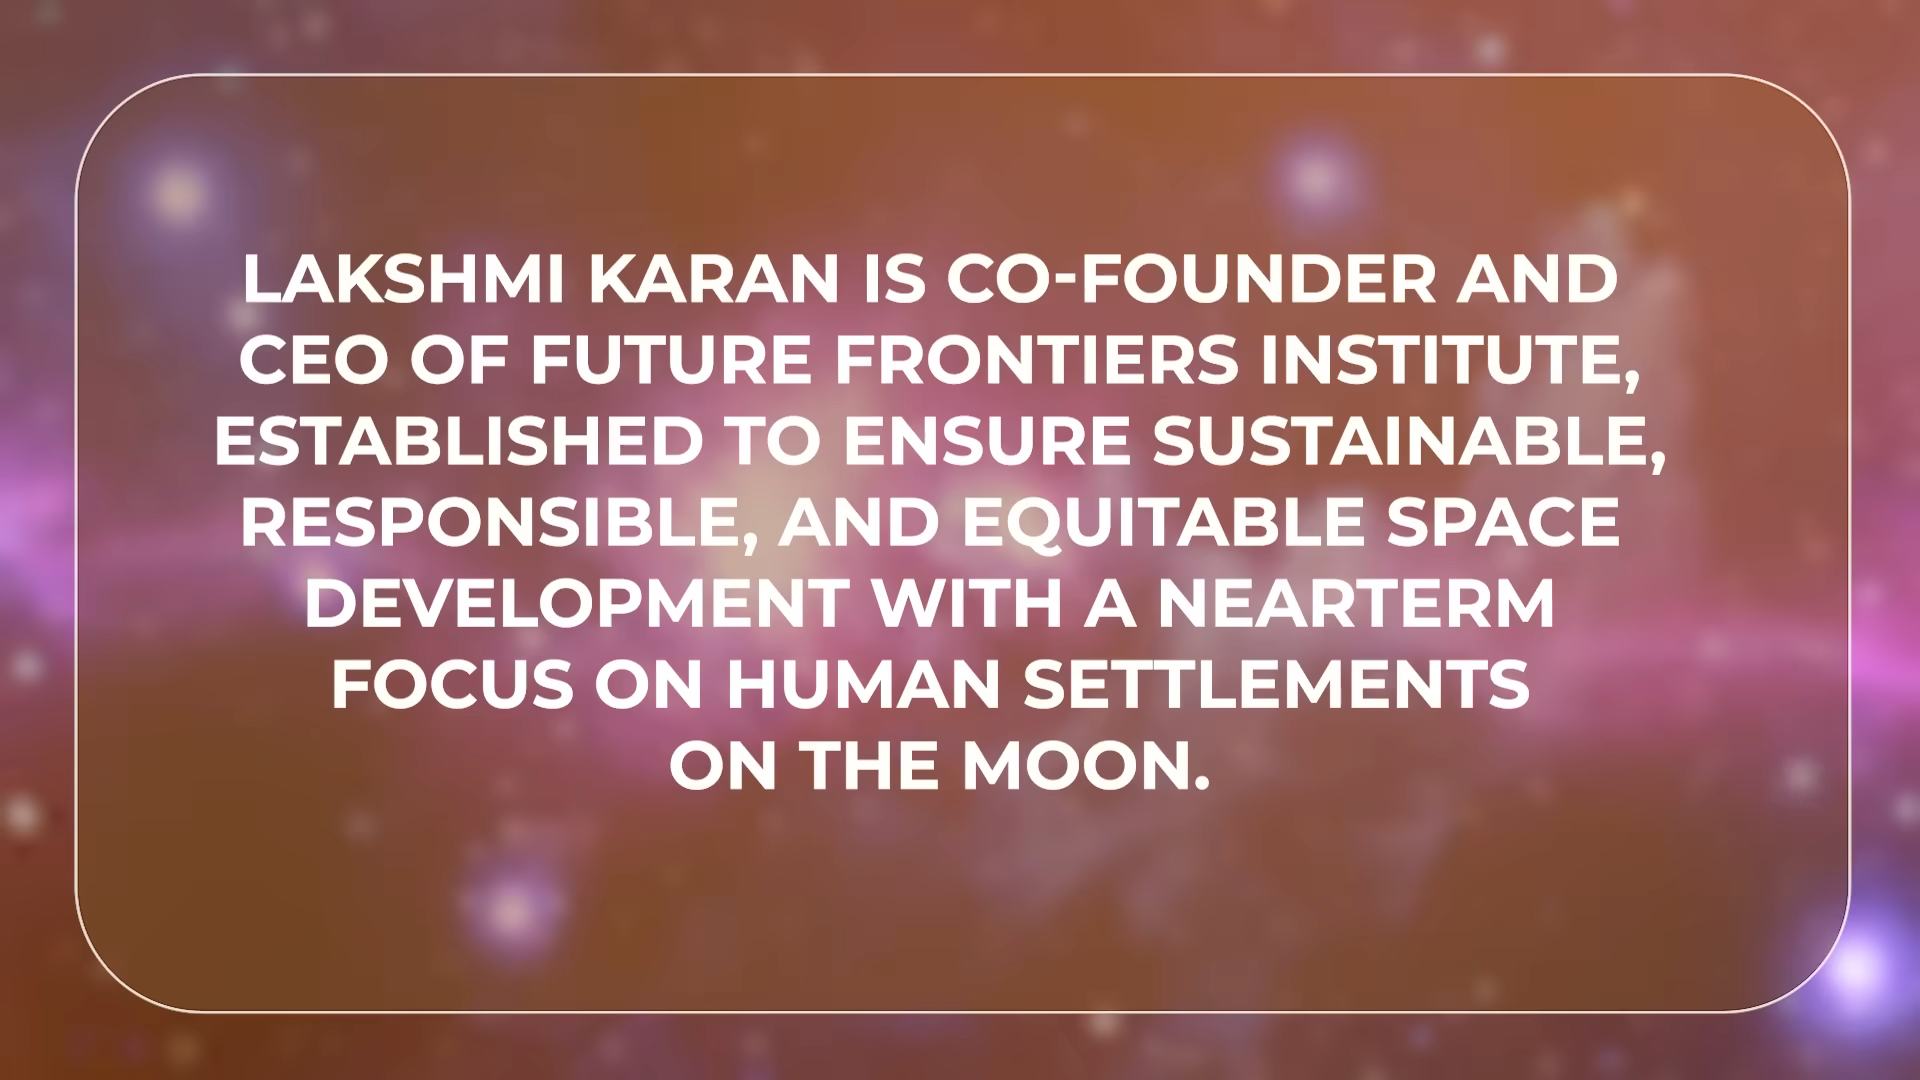 LAKSHMI KARAN IS CO-FOUNDER AND
CEO OF FUTURE FRONTIERS INSTITUTE,
ESTABLISHED TO ENSURE SUSTAINABLE,
RESPONSIBLE, AND EQUITABLE SPACE
DEVELOPMENT WITH A NEARTERM
FOCUS ON HUMAN SETTLEMENTS
ON THE MOON.